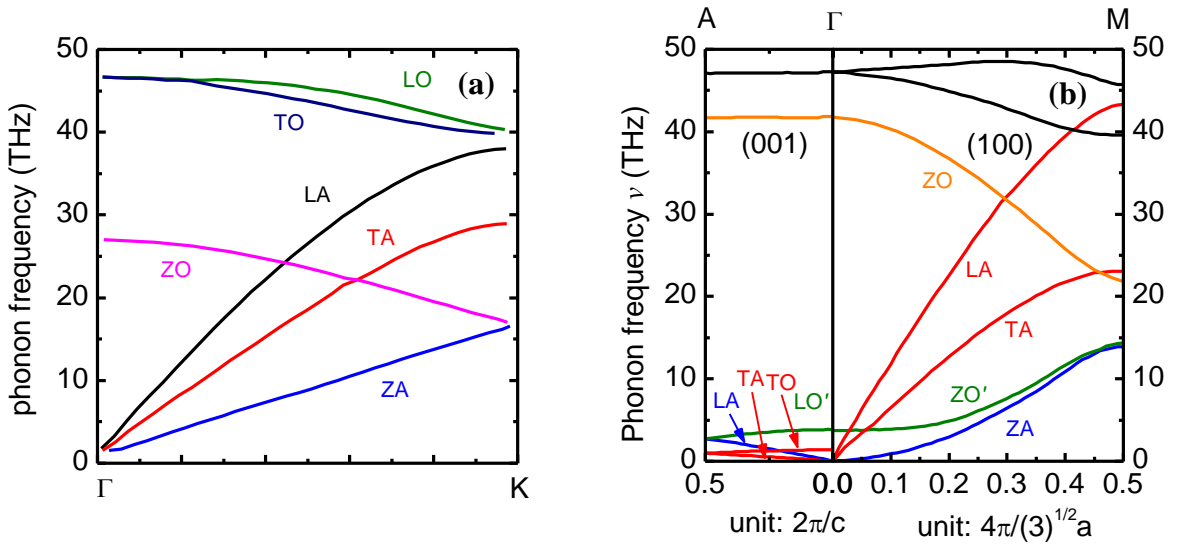 A Γ M
50 50 50
LO (a)
TO
40 40 (b) 40
(001) (100)
LA
ZO
30 30 30
TA
ZO LA
20 20 20
TA
ZA
10 10 10
TA TO LO′ ZO′
LA
ZA
0 0 0
Γ K 0.5 0.0 0.0 0.1 0.2 0.3 0.4 0.5
unit: 2π/c unit: 4π/(3)1/2a
phonon frequency (THz)
Phonon frequency ν (THz)